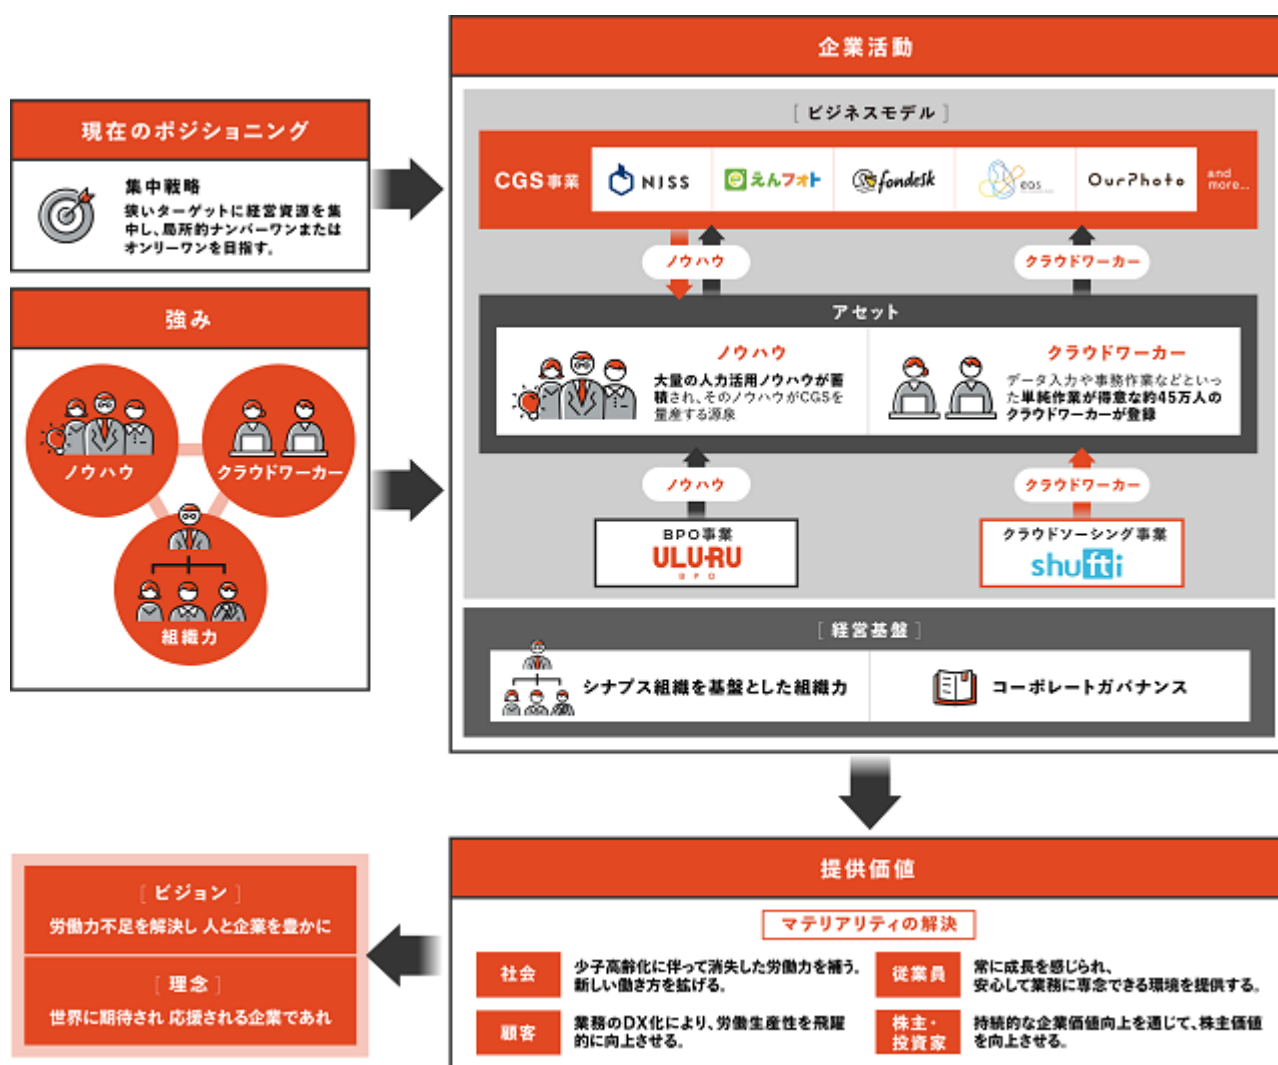 現在のポジショニング
集中戦略
狭いターゲットに経営資源を集
中し、局所的ナンバーワンまたは
オンリーワンを目指す。
強み
ノウハウ
クラウドワーカー
組織力
企業活動
[ ビジネスモデル ]
CGS事業
NJSS
えんフォト
fondesk
eas
OurPhoto
and
more...
ノウハウ
クラウドワーカー
アセット
ノウハウ
大量の人力活用ノウハウが蓄
積され、そのノウハウがCGSを
量産する源泉
クラウドワーカー
データ入力や事務作業などといっ
た単純作業が得意な約45万人の
クラウドワーカーが登録
ノウハウ
クラウドワーカー
BPO事業
ULURU
BPO
クラウドソーシング事業
shufti
[ 経営基盤 ]
シナプス組織を基盤とした組織力
コーポレートガバナンス
提供価値
マテリアリティの解決
社会
少子高齢化に伴って消失した労働力を補う。
新しい働き方を拡げる。
従業員
常に成長を感じられ、
安心して業務に専念できる環境を提供する。
顧客
業務のDX化により、労働生産性を飛躍
的に向上させる。
株主・
投資家
持続的な企業価値向上を通じて、株主価値
を向上させる。
[ ビジョン ]
労働力不足を解決し 人と企業を豊かに
[ 理念 ]
世界に期待され 応援される企業であれ